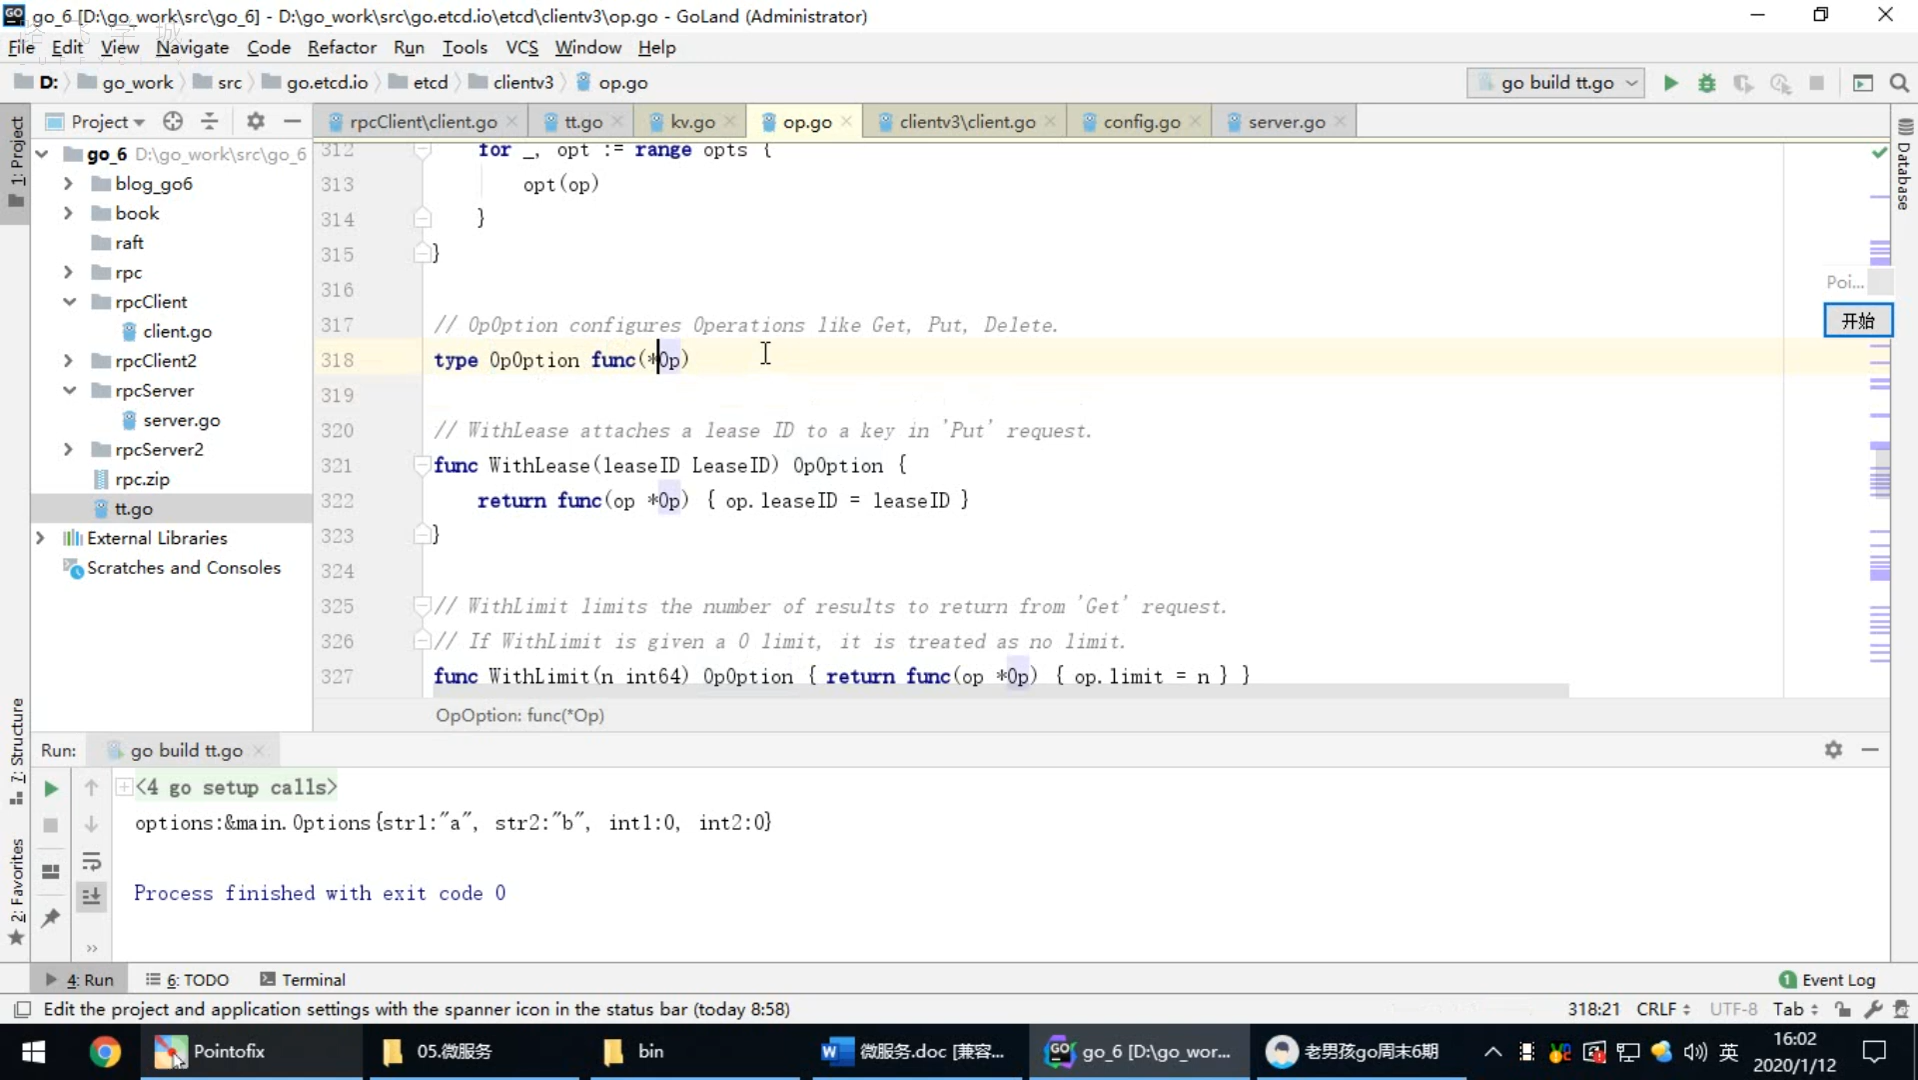 go_6 [D:\go_work\src\go_6] - D:\go_work\src\go.etcd.io\etcd\clientv3\op.go - GoLand (Administrator)
File Edit View Navigate Code Refactor Run Tools VCS Window Help
D: go_work src go.etcd.io etcd clientv3 op.go
go build tt.go
1: Project
Project
rpcClient\client.go tt.go kv.go op.go clientv3\client.go config.go server.go
Database
go_6 D:\go_work\src\go_6
blog_go6
book
raft
rpc
rpcClient
client.go
rpcClient2
rpcServer
server.go
rpcServer2
rpc.zip
tt.go
External Libraries
Scratches and Consoles
312 for _, opt := range opts {
313 opt(op)
314 }
315 }
316
317 // OpOption configures Operations like Get, Put, Delete.
318 type OpOption func(*Op)
319
320 // WithLease attaches a lease ID to a key in 'Put' request.
321 func WithLease(leaseID LeaseID) OpOption {
322 return func(op *Op) { op.leaseID = leaseID }
323 }
324
325 // WithLimit limits the number of results to return from 'Get' request.
326 // If WithLimit is given a 0 limit, it is treated as no limit.
327 func WithLimit(n int64) OpOption { return func(op *Op) { op.limit = n } }
Poi...
开始
OpOption: func(*Op)
7: Structure
2: Favorites
Run: go build tt.go
<4 go setup calls>
options:&main.Options{str1:"a", str2:"b", int1:0, int2:0}
Process finished with exit code 0
4: Run 6: TODO Terminal
1 Event Log
Edit the project and application settings with the spanner icon in the status bar (today 8:58)
318:21 CRLF UTF-8 Tab
Pointofix
05.微服务
bin
微服务.doc [兼容...
go_6 [D:\go_wor...
老男孩go周末6期
英
16:02
2020/1/12